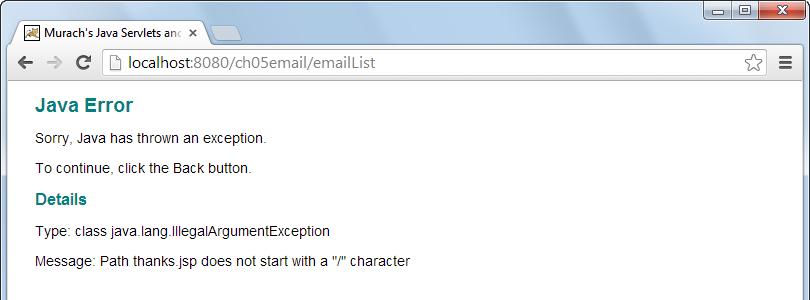 Murach's Java Servlets and
localhost:8080/ch05email/emailList
Java Error
Sorry, Java has thrown an exception.
To continue, click the Back button.
Details
Type: class java.lang.IllegalArgumentException
Message: Path thanks.jsp does not start with a "/" character